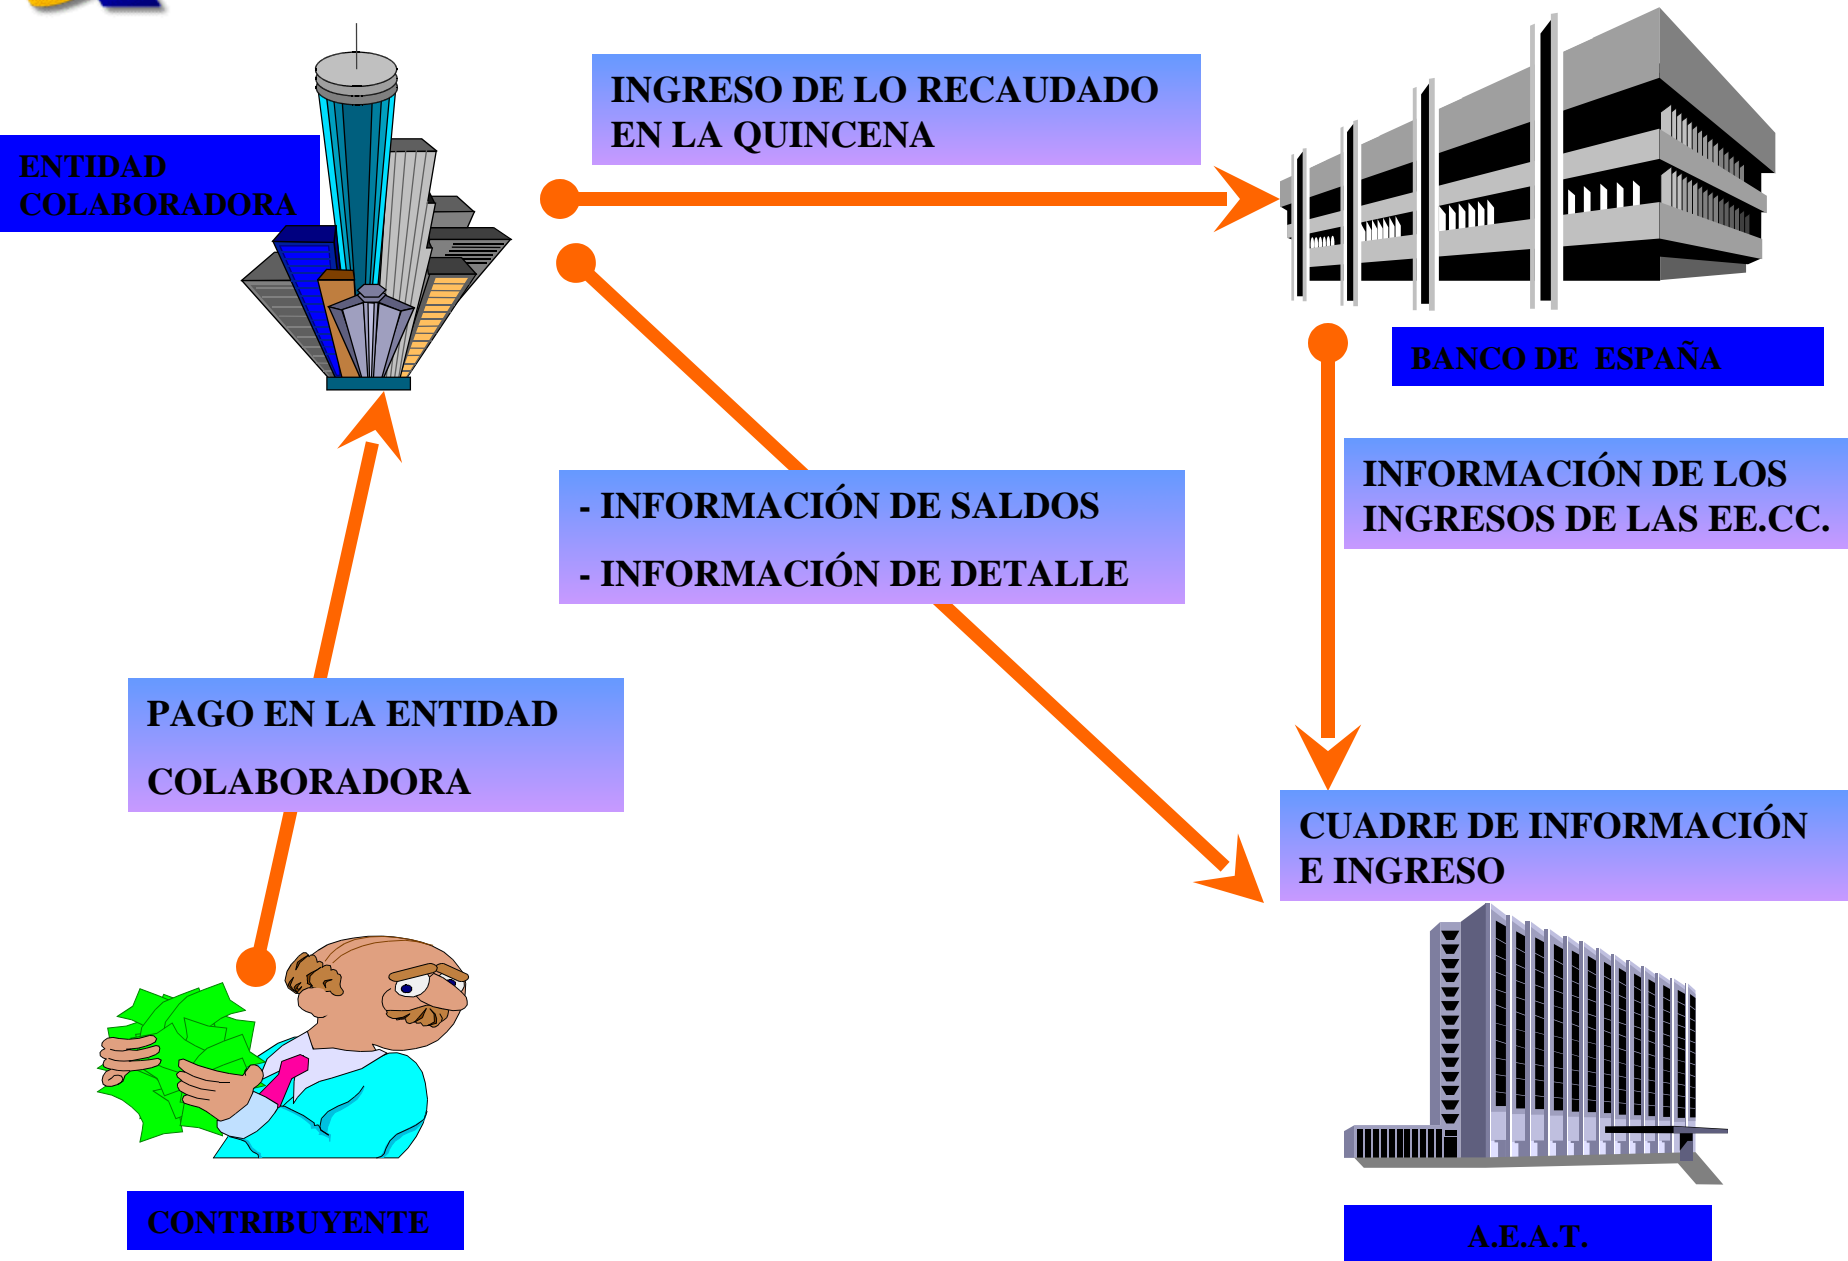 INGRESO DE LO RECAUDADO
EN LA QUINCENA
ENTIDAD
COLABORADORA
BANCO DE ESPAÑA
INFORMACIÓN DE LOS
INGRESOS DE LAS EE.CC.
- INFORMACIÓN DE SALDOS
- INFORMACIÓN DE DETALLE
PAGO EN LA ENTIDAD
COLABORADORA
CUADRE DE INFORMACIÓN
E INGRESO
CONTRIBUYENTE
A.E.A.T.